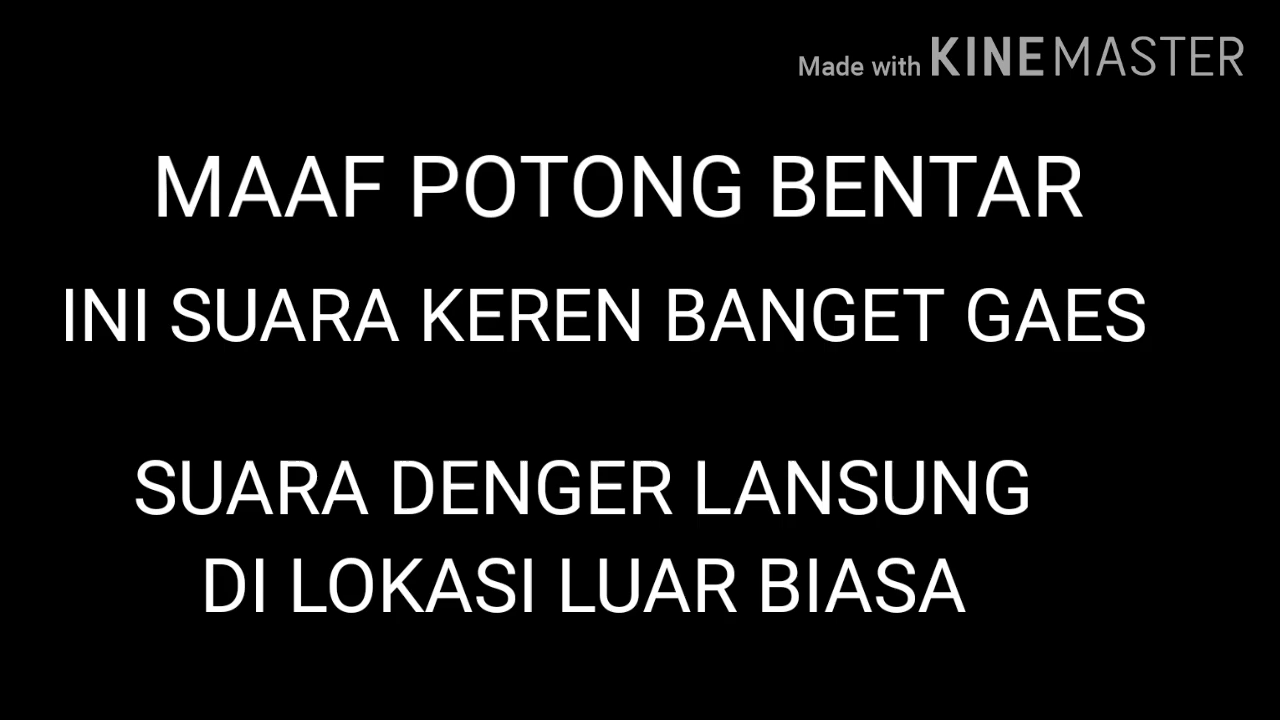 Made with KINEMASTER
MAAF POTONG BENTAR
INI SUARA KEREN BANGET GAES
SUARA DENGER LANSUNG
DI LOKASI LUAR BIASA